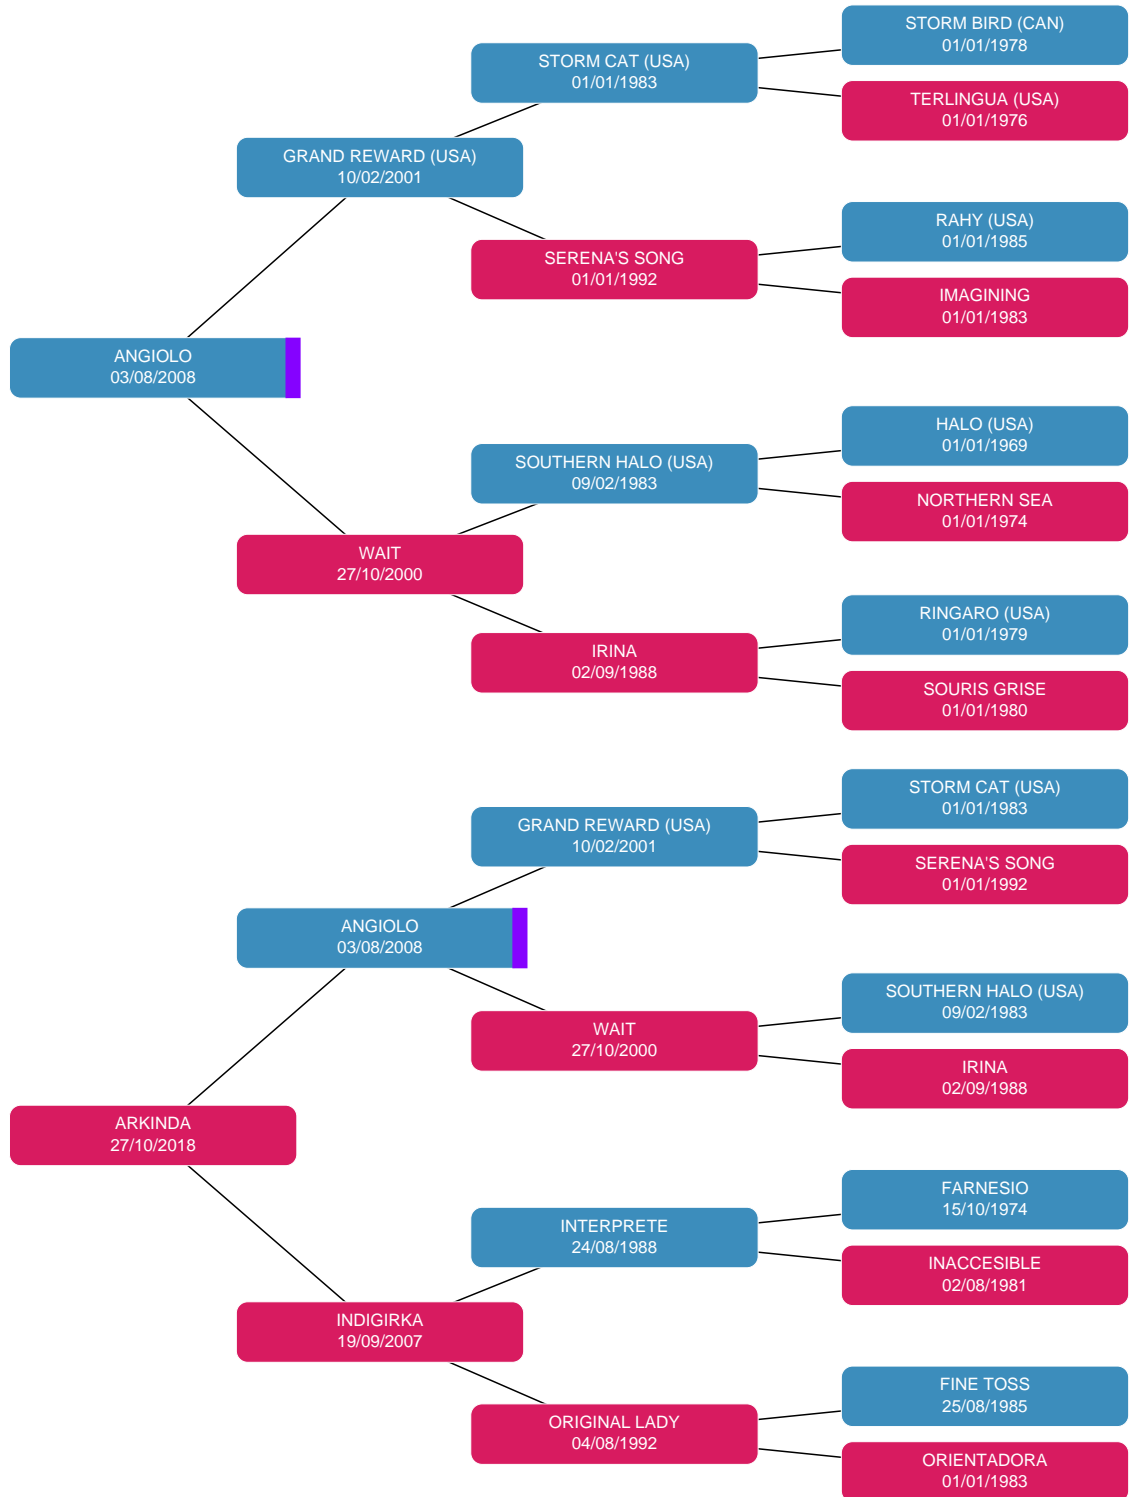 STORM BIRD (CAN)
01/01/1978
STORM CAT (USA)
01/01/1983
TERLINGUA (USA)
01/01/1976
GRAND REWARD (USA)
10/02/2001
RAHY (USA)
01/01/1985
SERENA'S SONG
01/01/1992
IMAGINING
01/01/1983
ANGIOLO
03/08/2008
HALO (USA)
01/01/1969
SOUTHERN HALO (USA)
09/02/1983
NORTHERN SEA
01/01/1974
WAIT
27/10/2000
RINGARO (USA)
01/01/1979
IRINA
02/09/1988
SOURIS GRISE
01/01/1980
STORM CAT (USA)
01/01/1983
GRAND REWARD (USA)
10/02/2001
SERENA'S SONG
01/01/1992
ANGIOLO
03/08/2008
SOUTHERN HALO (USA)
09/02/1983
WAIT
27/10/2000
IRINA
02/09/1988
ARKINDA
27/10/2018
FARNESIO
15/10/1974
INTERPRETE
24/08/1988
INACCESIBLE
02/08/1981
INDIGIRKA
19/09/2007
FINE TOSS
25/08/1985
ORIGINAL LADY
04/08/1992
ORIENTADORA
01/01/1983